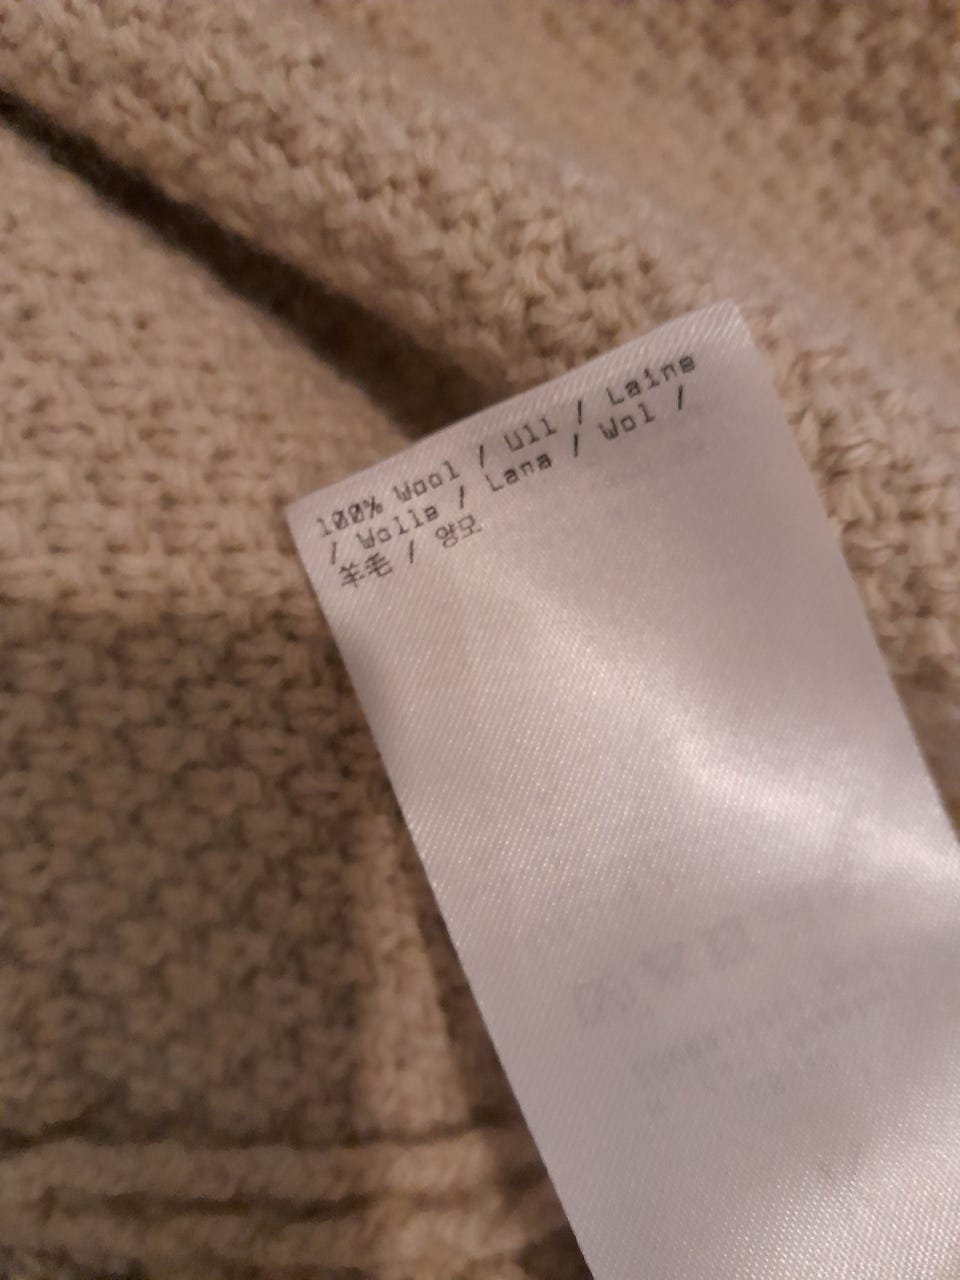 100% Wool / Ull / Laine
/ Wolle / Lana / Wol /
羊毛 / 양모